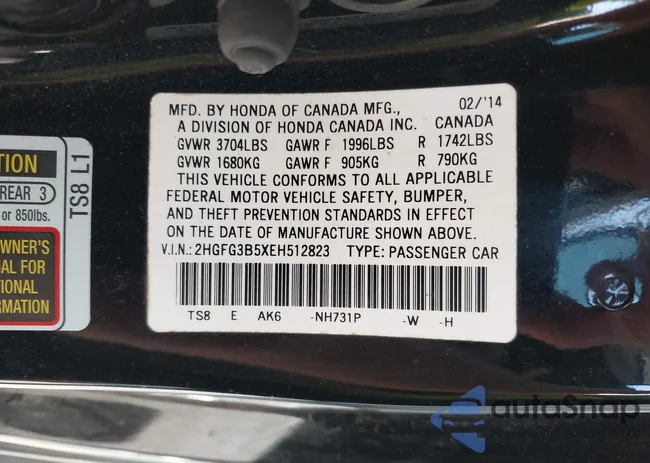 MFD. BY HONDA OF CANADA MFG., 02/'14
A DIVISION OF HONDA CANADA INC. CANADA
GVWR 3704LBS GAWR F 1996LBS R 1742LBS
GVWR 1680KG GAWR F 905KG R 790KG
THIS VEHICLE CONFORMS TO ALL APPLICABLE
FEDERAL MOTOR VEHICLE SAFETY, BUMPER,
AND THEFT PREVENTION STANDARDS IN EFFECT
ON THE DATE OF MANUFACTURE SHOWN ABOVE.
V.I.N.: 2HGFG3B5XEH512823 TYPE: PASSENGER CAR
TS8 E AK6 -NH731P -W -H
TION
REAR 3
or 850lbs.
TS8 L1
OWNER'S
AL FOR
TIONAL
RMATION
autoSnap